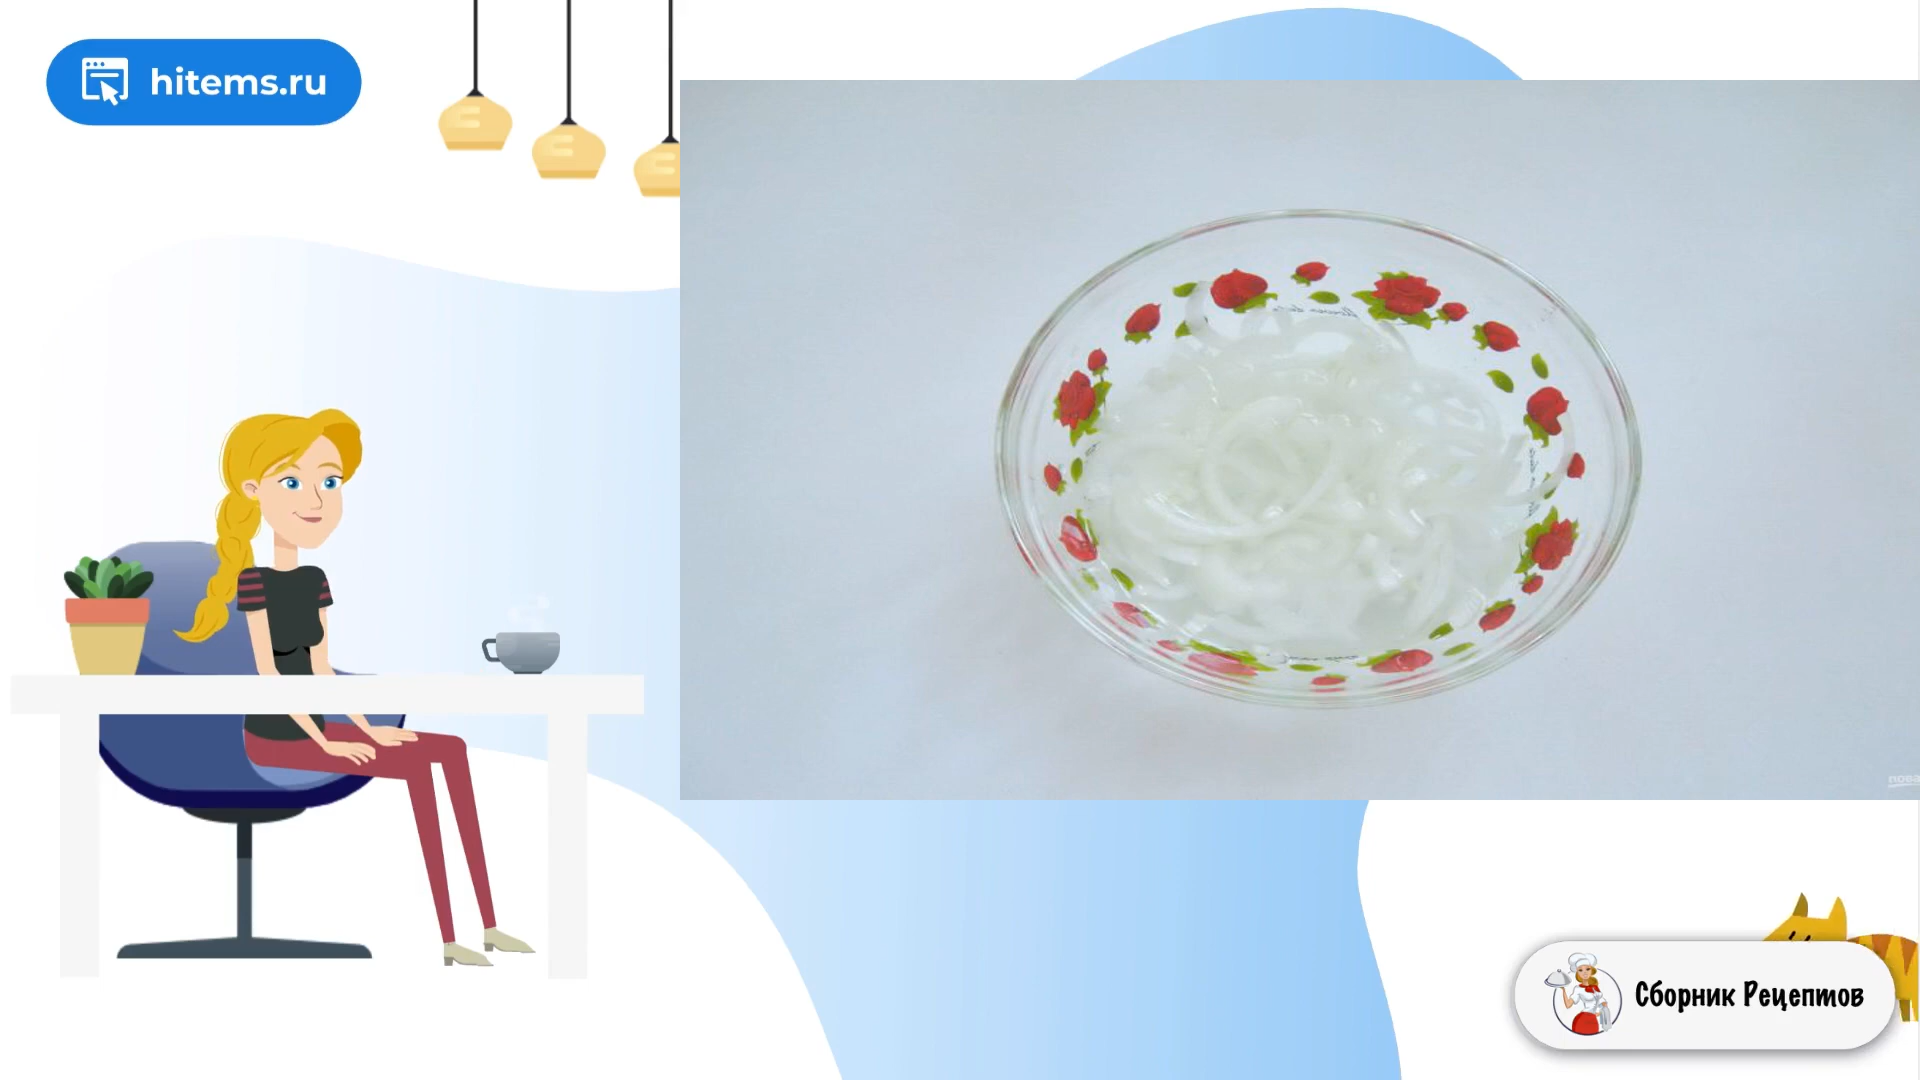 hitems.ru
Сборник Рецептов